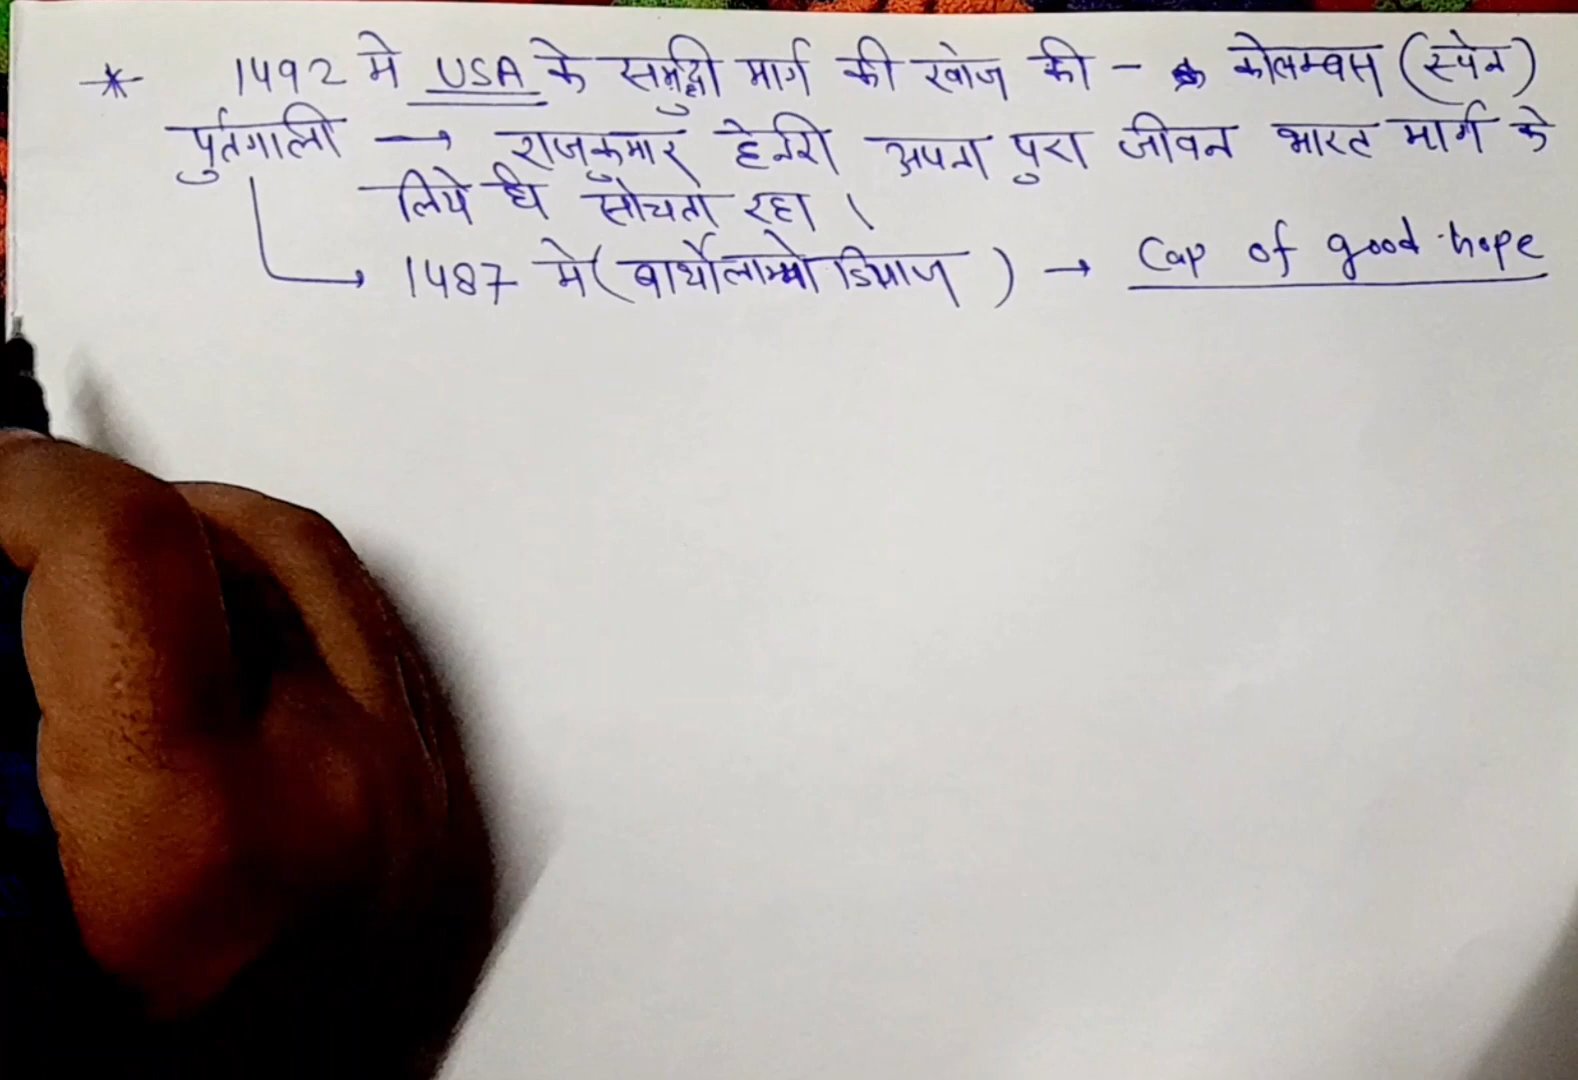 * 1492 मे USA के समुद्री मार्ग की खोज की - कोलम्बस (स्पेन)
पुर्तगाली → राजकुमार हेनरी अपना पुरा जीवन भारत मार्ग के
लिये ही सोचता रहा ।
→ 1487 मे (बार्थोलाम्यो डियाज) → Cap of good hope